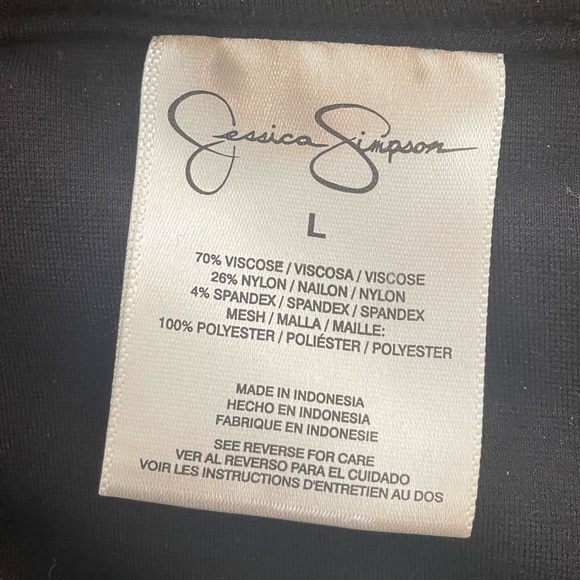 Jessica Simpson
L
70% VISCOSE / VISCOSA / VISCOSE
26% NYLON / NAILON / NYLON
4% SPANDEX / SPANDEX / SPANDEX
MESH / MALLA / MAILLE:
100% POLYESTER / POLIÉSTER / POLYESTER
MADE IN INDONESIA
HECHO EN INDONESIA
FABRIQUE EN INDONESIE
SEE REVERSE FOR CARE
VER AL REVERSO PARA EL CUIDADO
VOIR LES INSTRUCTIONS D'ENTRETIEN AU DOS